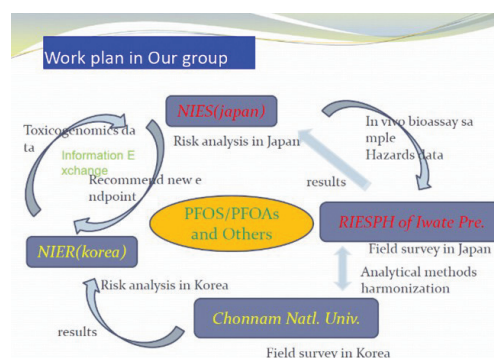 Work plan in Our group
NIES(japan)
Risk analysis in Japan
Toxicogenomics da
ta
Information E
xchange
Recommend new e
ndpoint
In vivo bioassay sa
mple
Hazards data
results
PFOS/PFOAs
and Others
RIESPH of Iwate Pre.
Field survey in Japan
NIER(korea)
Analytical methods
harmonization
Risk analysis in Korea
Chonnam Natl. Univ.
results
Field survey in Korea